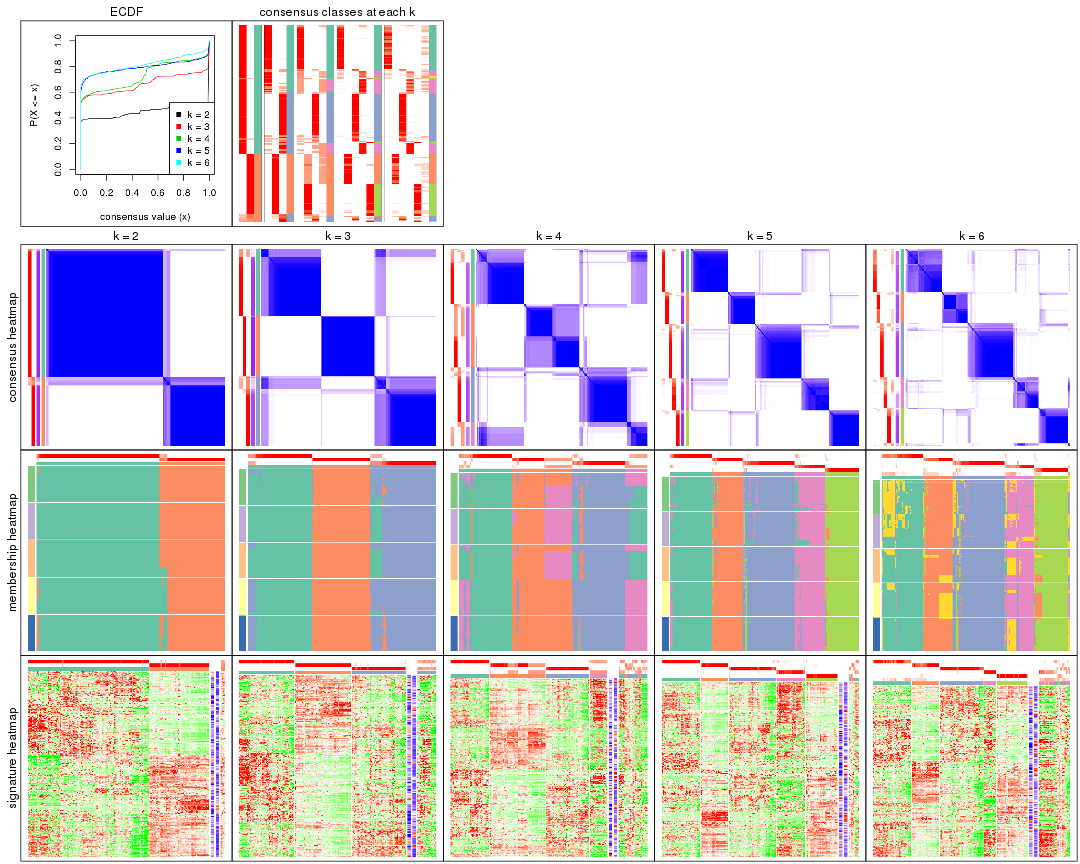 ECDF
consensus classes at each k
P(X <= x)
0.0 0.2 0.4 0.6 0.8 1.0
k = 2
k = 3
k = 4
k = 5
k = 6
0.0 0.2 0.4 0.6 0.8 1.0
consensus value (x)
k = 2
k = 3
k = 4
k = 5
k = 6
consensus heatmap
membership heatmap
signature heatmap